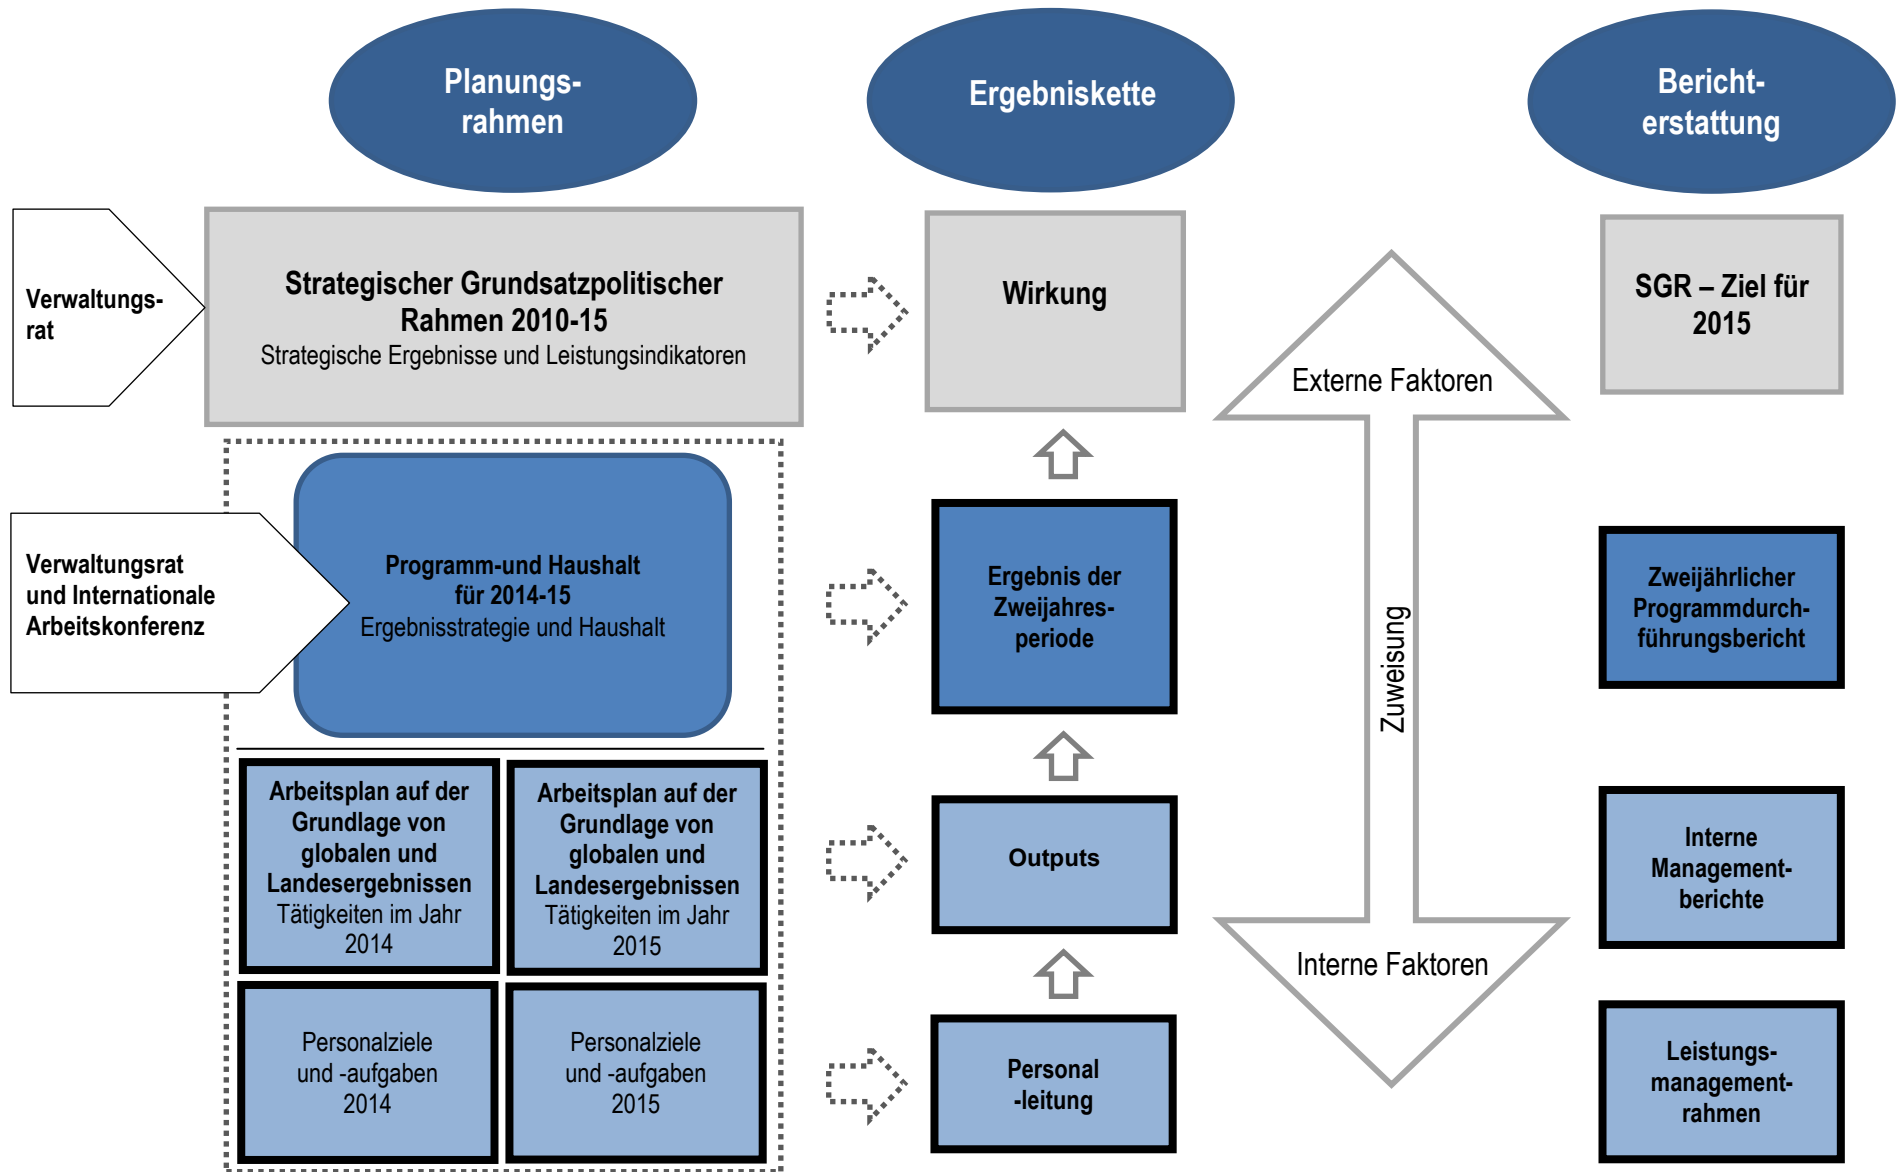 Planungs-
rahmen
Ergebniskette
Bericht-
erstattung
Verwaltungs-
rat
Strategischer Grundsatzpolitischer
Rahmen 2010-15
Strategische Ergebnisse und Leistungsindikatoren
Wirkung
Externe Faktoren
SGR – Ziel für
2015
Verwaltungsrat
und Internationale
Arbeitskonferenz
Programm-und Haushalt
für 2014-15
Ergebnisstrategie und Haushalt
Ergebnis der
Zweijahres-
periode
Zuweisung
Zweijährlicher
Programmdurch-
führungsbericht
Arbeitsplan auf der
Grundlage von
globalen und
Landesergebnissen
Tätigkeiten im Jahr
2014
Arbeitsplan auf der
Grundlage von
globalen und
Landesergebnissen
Tätigkeiten im Jahr
2015
Outputs
Interne Faktoren
Interne
Management-
berichte
Personalziele
und -aufgaben
2014
Personalziele
und -aufgaben
2015
Personal
-leitung
Leistungs-
management-
rahmen